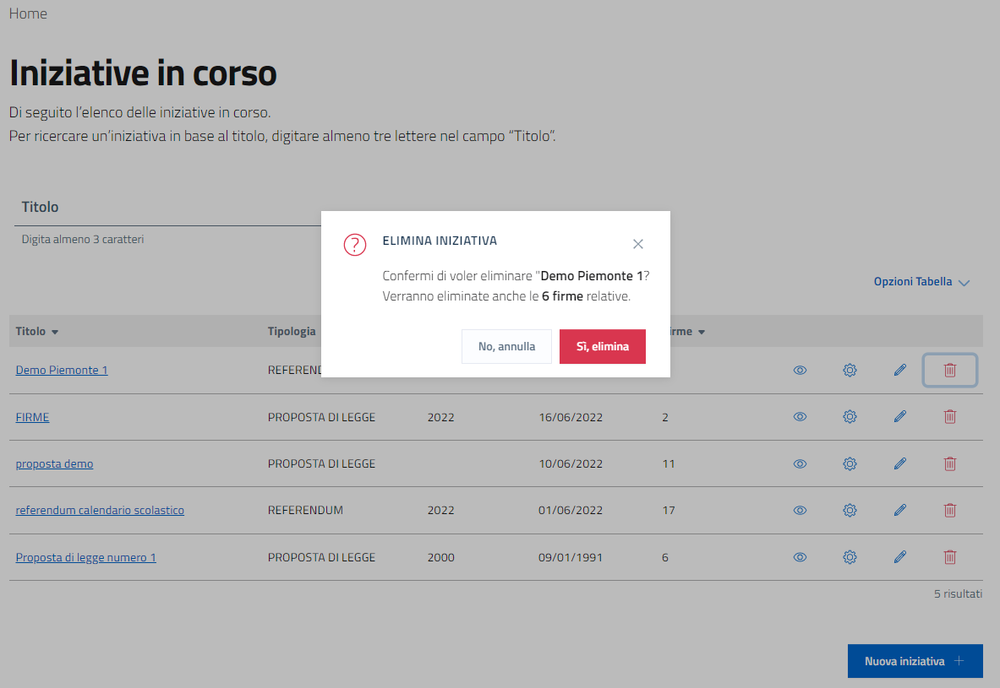 Home
Iniziative in corso
Di seguito l’elenco delle iniziative in corso.
Per ricercare un’iniziativa in base al titolo, digitare almeno tre lettere nel campo “Titolo”.
Titolo
Digita almeno 3 caratteri
ELIMINA INIZIATIVA
Confermi di voler eliminare "Demo Piemonte 1?
Verranno eliminate anche le 6 firme relative.
No, annulla
Sì, elimina
Opzioni Tabella
Titolo Tipologia
Demo Piemonte 1
FIRME PROPOSTA DI LEGGE 2022 16/06/2022 2
proposta demo PROPOSTA DI LEGGE 10/06/2022 11
referendum calendario scolastico REFERENDUM 2022 01/06/2022 17
Proposta di legge numero 1 PROPOSTA DI LEGGE 2000 09/01/1991 6
5 risultati
Nuova iniziativa